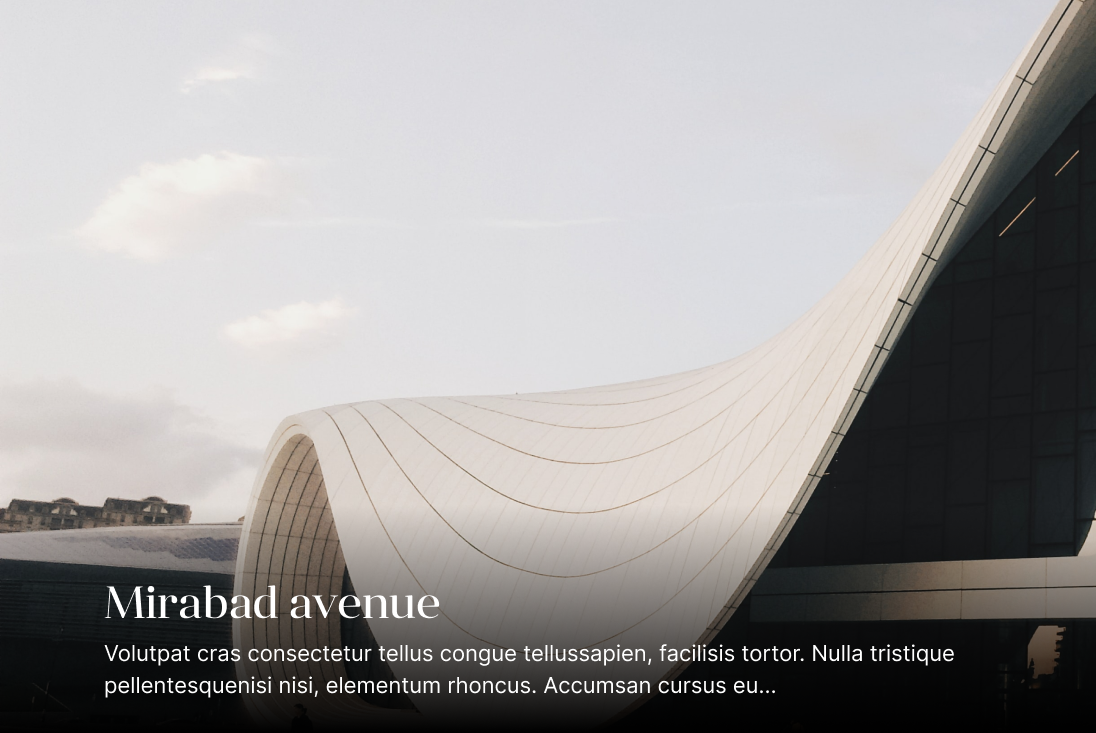 Mirabad avenue
Volutpat cras consectetur tellus congue tellussapien, facilisis tortor. Nulla tristique
pellentesquenisi nisi, elementum rhoncus. Accumsan cursus eu...